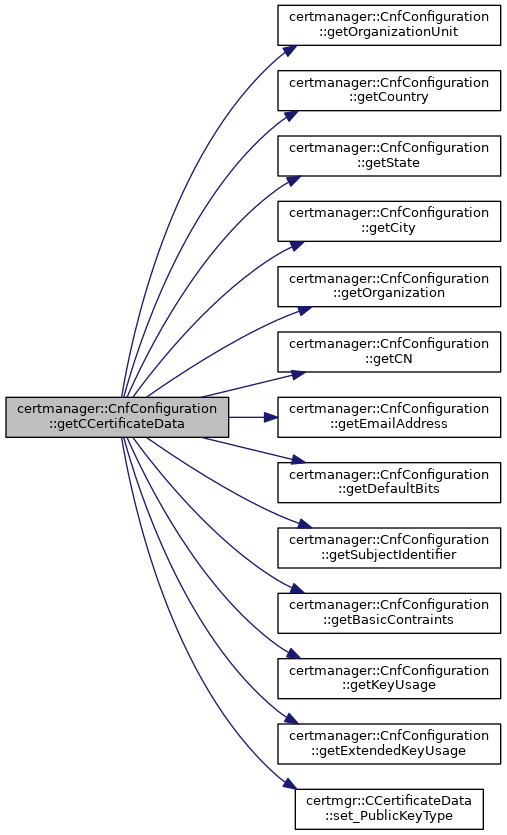 certmanager::CnfConfiguration
::getOrganizationUnit
certmanager::CnfConfiguration
::getCountry
certmanager::CnfConfiguration
::getState
certmanager::CnfConfiguration
::getCity
certmanager::CnfConfiguration
::getOrganization
certmanager::CnfConfiguration
::getCN
certmanager::CnfConfiguration
::getCCertificateData
certmanager::CnfConfiguration
::getEmailAddress
certmanager::CnfConfiguration
::getDefaultBits
certmanager::CnfConfiguration
::getSubjectIdentifier
certmanager::CnfConfiguration
::getBasicContraints
certmanager::CnfConfiguration
::getKeyUsage
certmanager::CnfConfiguration
::getExtendedKeyUsage
certmgr::CCertificateData
::set_PublicKeyType